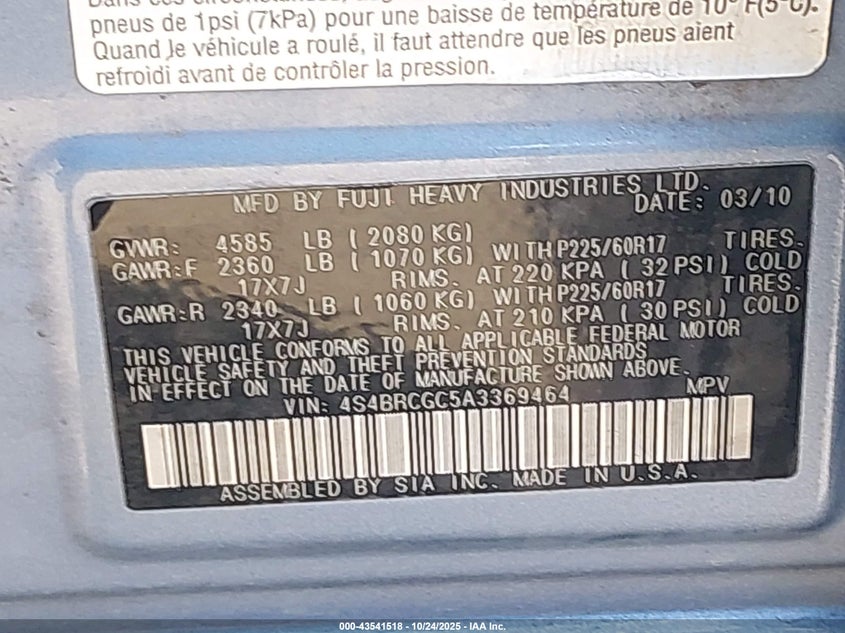 pneus de 1psi (7kPa) pour une baisse de température de 10° F(5°C).
Quand le véhicule a roulé, il faut attendre que les pneus aient
refroidi avant de contrôler la pression.
MFD BY FUJI HEAVY INDUSTRIES LTD.
DATE: 03/10
GVWR: 4585 LB ( 2080 KG)
GAWR:F 2360 LB ( 1070 KG) WITH P225/60R17 TIRES.
17X7J RIMS. AT 220 KPA ( 32 PSI) COLD
GAWR:R 2340 LB ( 1060 KG) WITH P225/60R17 TIRES.
17X7J RIMS. AT 210 KPA ( 30 PSI) COLD
THIS VEHICLE CONFORMS TO ALL APPLICABLE FEDERAL MOTOR
VEHICLE SAFETY AND THEFT PREVENTION STANDARDS
IN EFFECT ON THE DATE OF MANUFACTURE SHOWN ABOVE.
VIN: 4S4BRCGC5A3369464 MPV
ASSEMBLED BY SIA INC. MADE IN U.S.A.
000-43541518 - 10/24/2025 - IAA Inc.